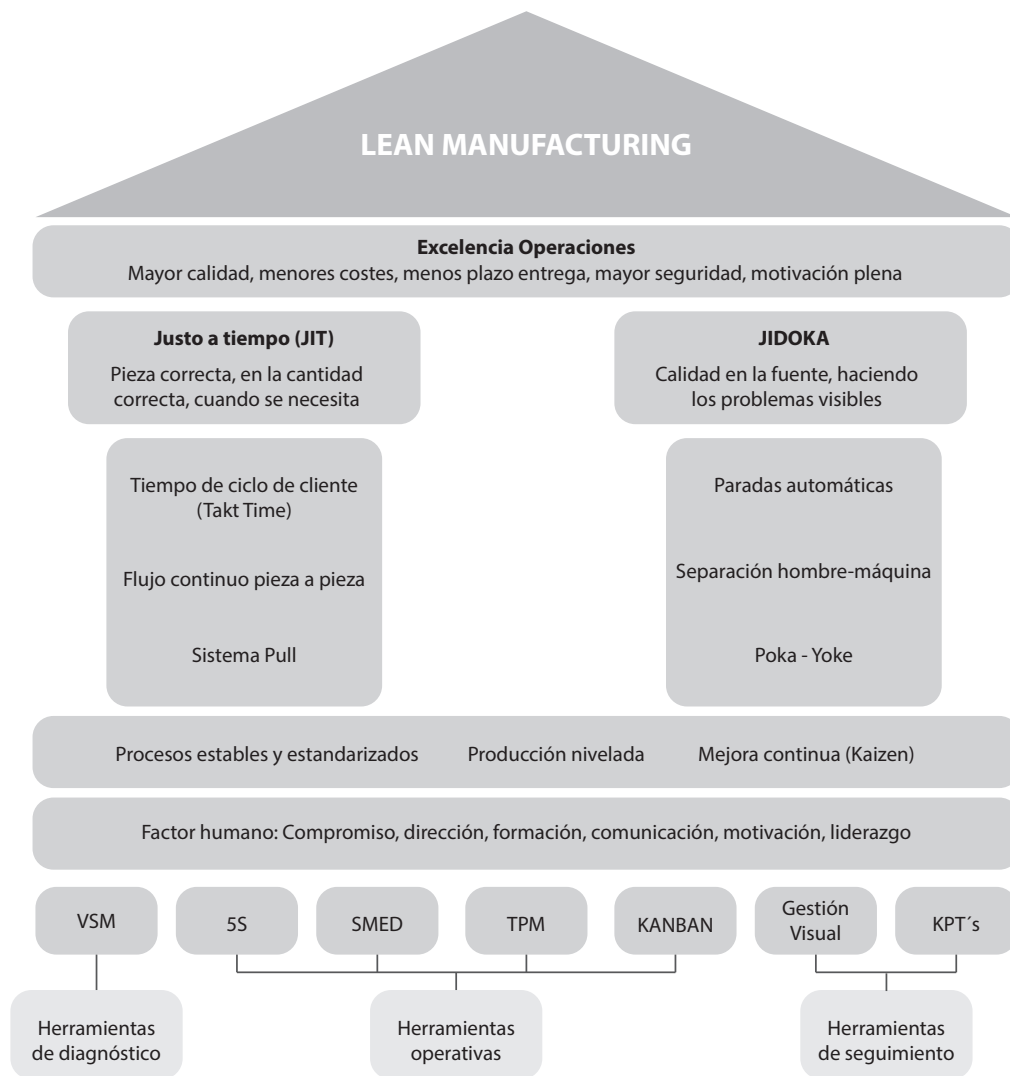 LEAN MANUFACTURING
Excelencia Operaciones
Mayor calidad, menores costes, menos plazo entrega, mayor seguridad, motivación plena
Justo a tiempo (JIT)
Pieza correcta, en la cantidad
correcta, cuando se necesita
JIDOKA
Calidad en la fuente, haciendo
los problemas visibles
Tiempo de ciclo de cliente
(Takt Time)
Flujo continuo pieza a pieza
Sistema Pull
Paradas automáticas
Separación hombre-máquina
Poka - Yoke
Procesos estables y estandarizados
Producción nivelada
Mejora continua (Kaizen)
Factor humano: Compromiso, dirección, formación, comunicación, motivación, liderazgo
VSM
5S
SMED
TPM
KANBAN
Gestión
Visual
KPT´s
Herramientas
de diagnóstico
Herramientas
operativas
Herramientas
de seguimiento